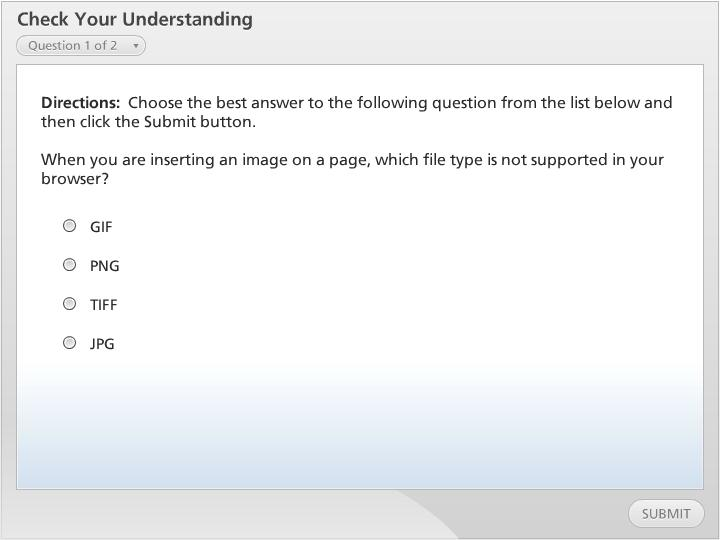 Check Your Understanding
Question 1 of 2
Directions: Choose the best answer to the following question from the list below and
then click the Submit button.
When you are inserting an image on a page, which file type is not supported in your
browser?
GIF
PNG
TIFF
JPG
SUBMIT